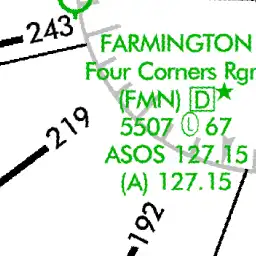 243
FARMINGTON
Four Corners Rgn
(FMN) D★
5507 Ⓛ 67
ASOS 127.15
(A) 127.15
219
192